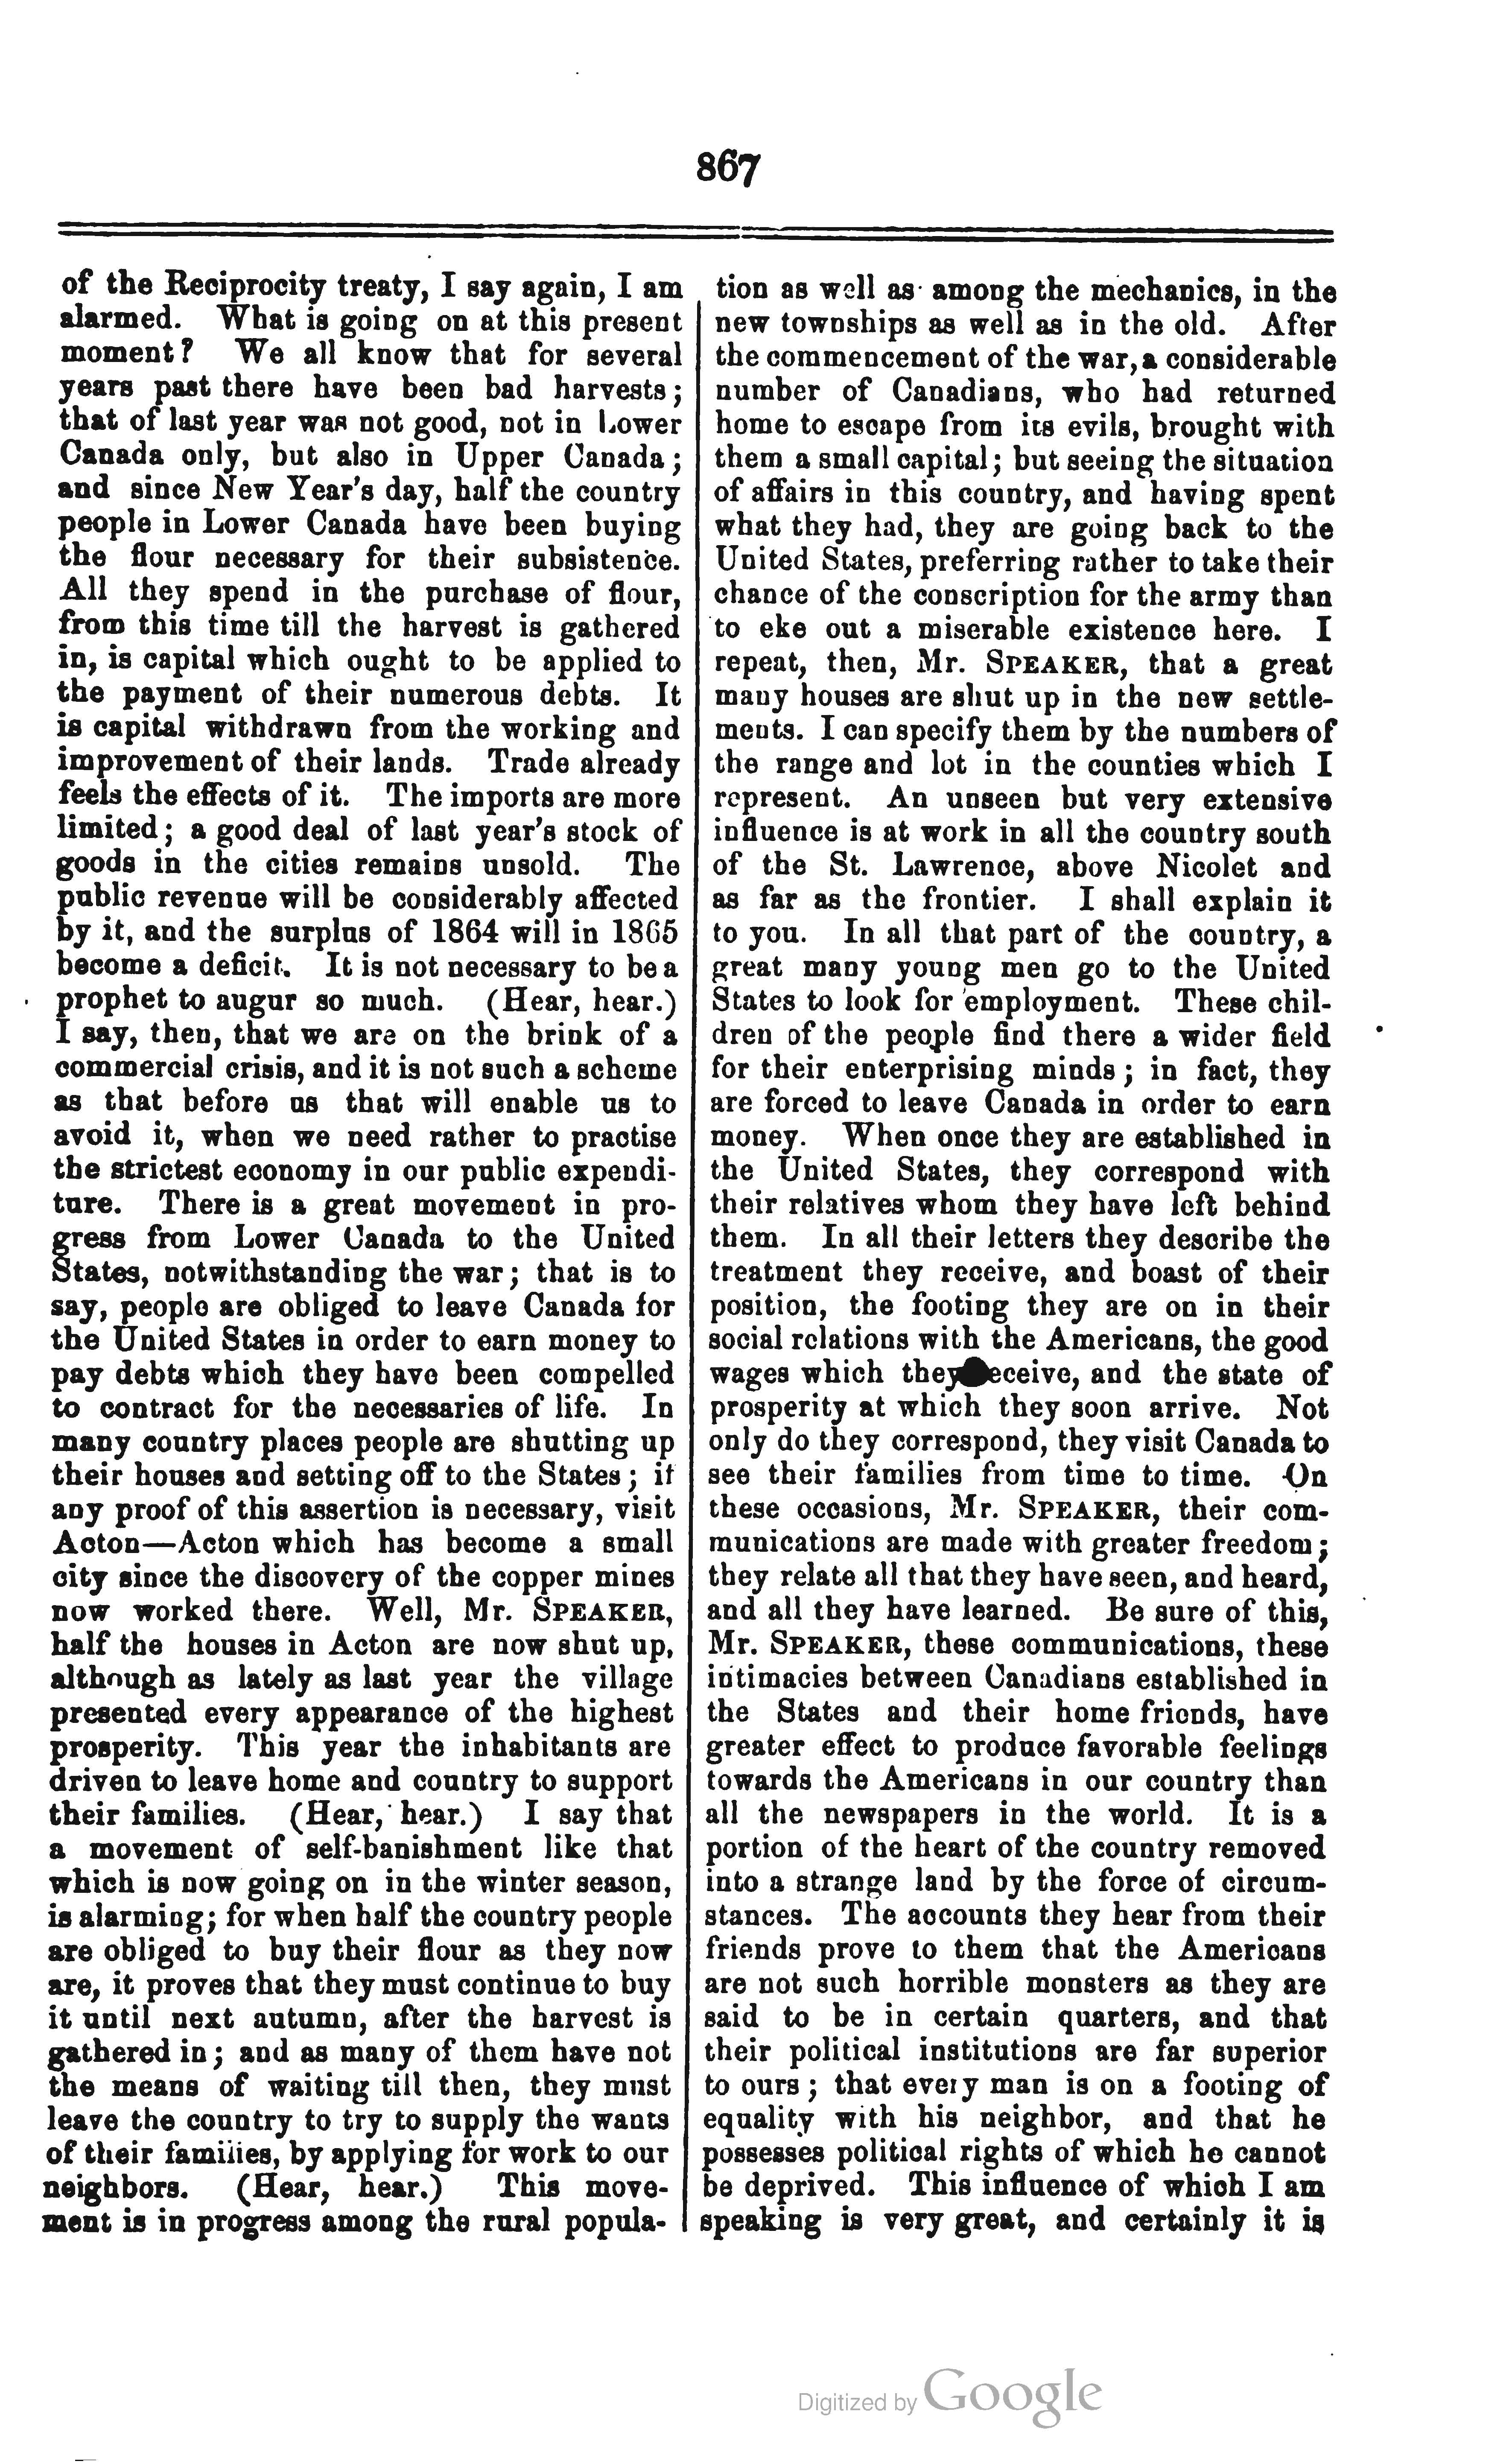 867
of the Reciprocity treaty, I say again, I am
alarmed. What is going on at this present
moment? We all know that for several
years past there have been bad harvests;
that of last year was not good, not in Lower
Canada only, but also in Upper Canada;
and since New Year's day, half the country
people in Lower Canada have been buying
the flour necessary for their subsistence.
All they spend in the purchase of flour,
from this time till the harvest is gathered
in, is capital which ought to be applied to
the payment of their numerous debts. It
is capital withdrawn from the working and
improvement of their lands. Trade already
feels the effects of it. The imports are more
limited; a good deal of last year's stock of
goods in the cities remains unsold. The
public revenue will be considerably affected
by it, and the surplus of 1864 will in 1865
become a deficit. It is not necessary to be a
prophet to augur so much. (Hear, hear.)
I say, then, that we are on the brink of a
commercial crisis, and it is not such a scheme
as that before us that will enable us to
avoid it, when we need rather to practise
the strictest economy in our public expendi-
ture. There is a great movement in pro-
gress from Lower Canada to the United
States, notwithstanding the war; that is to
say, people are obliged to leave Canada for
the United States in order to earn money to
pay debts which they have been compelled
to contract for the necessaries of life. In
many country places people are shutting up
their houses and setting off to the States; if
any proof of this assertion is necessary, visit
Acton—Acton which has become a small
city since the discovery of the copper mines
now worked there. Well, Mr. SPEAKER,
half the houses in Acton are now shut up,
although as lately as last year the village
presented every appearance of the highest
prosperity. This year the inhabitants are
driven to leave home and country to support
their families. (Hear, hear.) I say that
a movement of self-banishment like that
which is now going on in the winter season,
is alarming; for when half the country people
are obliged to buy their flour as they now
are, it proves that they must continue to buy
it until next autumn, after the harvest is
gathered in; and as many of them have not
the means of waiting till then, they must
leave the country to try to supply the wants
of their families, by applying for work to our
neighbors. (Hear, hear.) This move-
ment is in progress among the rural popula-
tion as well as among the mechanics, in the
new townships as well as in the old. After
the commencement of the war, a considerable
number of Canadians, who had returned
home to escape from its evils, brought with
them a small capital; but seeing the situation
of affairs in this country, and having spent
what they had, they are going back to the
United States, preferring rather to take their
chance of the conscription for the army than
to eke out a miserable existence here. I
repeat, then, Mr. SPEAKER, that a great
many houses are shut up in the new settle-
ments. I can specify them by the numbers of
the range and lot in the counties which I
represent. An unseen but very extensive
influence is at work in all the country south
of the St. Lawrence, above Nicolet and
as far as the frontier. I shall explain it
to you. In all that part of the country, a
great many young men go to the United
States to look for employment. These chil-
dren of the people find there a wider field
for their enterprising minds; in fact, they
are forced to leave Canada in order to earn
money. When once they are established in
the United States, they correspond with
their relatives whom they have left behind
them. In all their letters they describe the
treatment they receive, and boast of their
position, the footing they are on in their
social relations with the Americans, the good
wages which they receive, and the state of
prosperity at which they soon arrive. Not
only do they correspond, they visit Canada to
see their families from time to time. On
these occasions, Mr. SPEAKER, their com-
munications are made with greater freedom;
they relate all that they have seen, and heard,
and all they have learned. Be sure of this,
Mr. SPEAKER, these communications, these
intimacies between Canadians established in
the States and their home friends, have
greater effect to produce favorable feelings
towards the Americans in our country than
all the newspapers in the world. It is a
portion of the heart of the country removed
into a strange land by the force of circum-
stances. The accounts they hear from their
friends prove to them that the Americans
are not such horrible monsters as they are
said to be in certain quarters, and that
their political institutions are far superior
to ours; that every man is on a footing of
equality with his neighbor, and that he
possesses political rights of which he cannot
be deprived. This influence of which I am
speaking is very great, and certainly it is
Digitized by Google